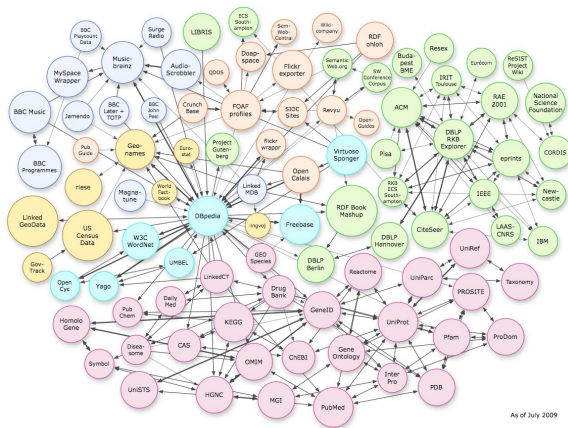 BBC
Playcount
Data
Surge
Radio
LIBRIS
ECS
South-
ampton
Sem-
Web-
Central
Wiki-
company
RDF
ohloh
Resex
Music-
brainz
Doap-
space
Buda-
pest
BME
Eurécom
ReSIST
Project
Wiki
MySpace
Wrapper
Audio-
Scrobbler
QDOS
Flickr
exporter
Semantic
Web.org
SW
Conference
Corpus
IRIT
Toulouse
National
Science
Foundation
BBC Music
Jamendo
BBC
Later +
TOTP
BBC
John
Peel
Crunch
Base
FOAF
profiles
SIOC
Sites
Revyu
Open-
Guides
ACM
RAE
2001
Pub
Guide
Geo-
names
Euro-
stat
Project
Guten-
berg
flickr
wrappr
Virtuoso
Sponger
Pisa
DBLP
RKB
Explorer
eprints
CORDIS
BBC
Programmes
riese
Magna-
tune
World
Fact-
book
Linked
MDB
Open
Calais
RKB
ECS
South-
ampton
IEEE
New-
castle
Linked
GeoData
US
Census
Data
W3C
WordNet
DBpedia
lingvoj
Freebase
RDF Book
Mashup
DBLP
Hannover
CiteSeer
LAAS-
CNRS
IBM
Gov-
Track
Open
Cyc
Yago
UMBEL
LinkedCT
GEO
Species
DBLP
Berlin
Reactome
UniParc
UniRef
Taxonomy
Homolo
Gene
Pub
Chem
Daily
Med
Drug
Bank
GeneID
UniProt
PROSITE
Symbol
Disea-
some
CAS
KEGG
ChEBI
Gene
Ontology
Pfam
ProDom
UniSTS
HGNC
OMIM
MGI
PubMed
Inter
Pro
PDB
As of July 2009